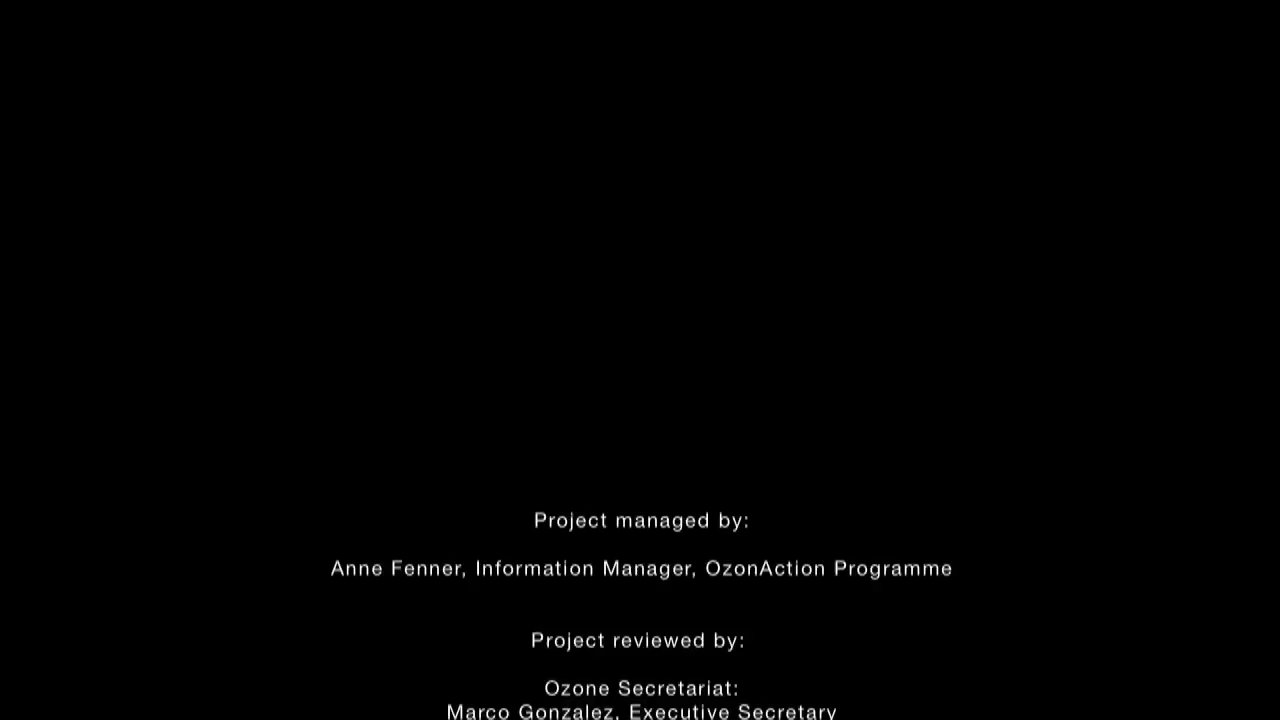 Project managed by:
Anne Fenner, Information Manager, OzonAction Programme
Project reviewed by:
Ozone Secretariat:
Marco Gonzalez, Executive Secretary